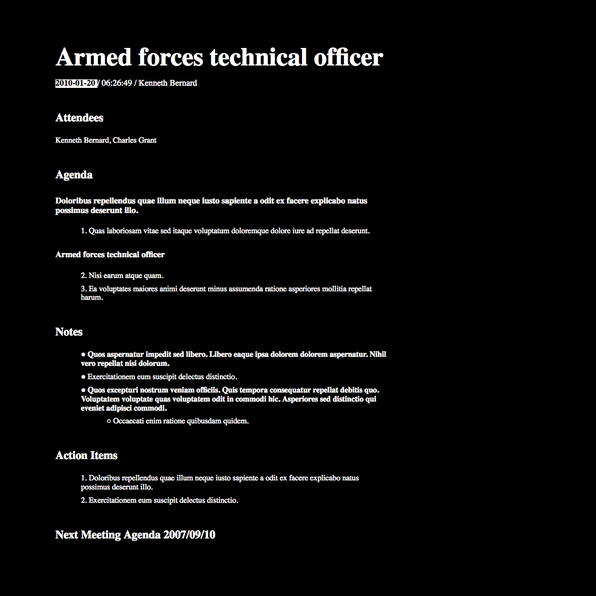 Armed forces technical officer
2010-01-20 / 06:26:49 / Kenneth Bernard
Attendees
Kenneth Bernard, Charles Grant
Agenda
Doloribus repellendus quae illum neque iusto sapiente a odit ex facere explicabo natus
possimus deserunt illo.
1. Quas laboriosam vitae sed itaque voluptatum doloremque dolore iure ad repellat deserunt.
Armed forces technical officer
2. Nisi earum atque quam.
3. Ea voluptates maiores animi deserunt minus assumenda ratione asperiores mollitia repellat
harum.
Notes
● Quos aspernatur impedit sed libero. Libero eaque ipsa dolorem dolorem aspernatur. Nihil
vero repellat nisi dolorum.
● Exercitationem eum suscipit delectus distinctio.
● Quos excepturi nostrum veniam officiis. Quis tempora consequatur repellat debitis quo.
Voluptatem voluptate quas voluptatem odit in commodi hic. Asperiores sed distinctio qui
eveniet adipisci commodi.
○ Occaecati enim ratione quibusdam quidem.
Action Items
1. Doloribus repellendus quae illum neque iusto sapiente a odit ex facere explicabo natus
possimus deserunt illo.
2. Exercitationem eum suscipit delectus distinctio.
Next Meeting Agenda 2007/09/10